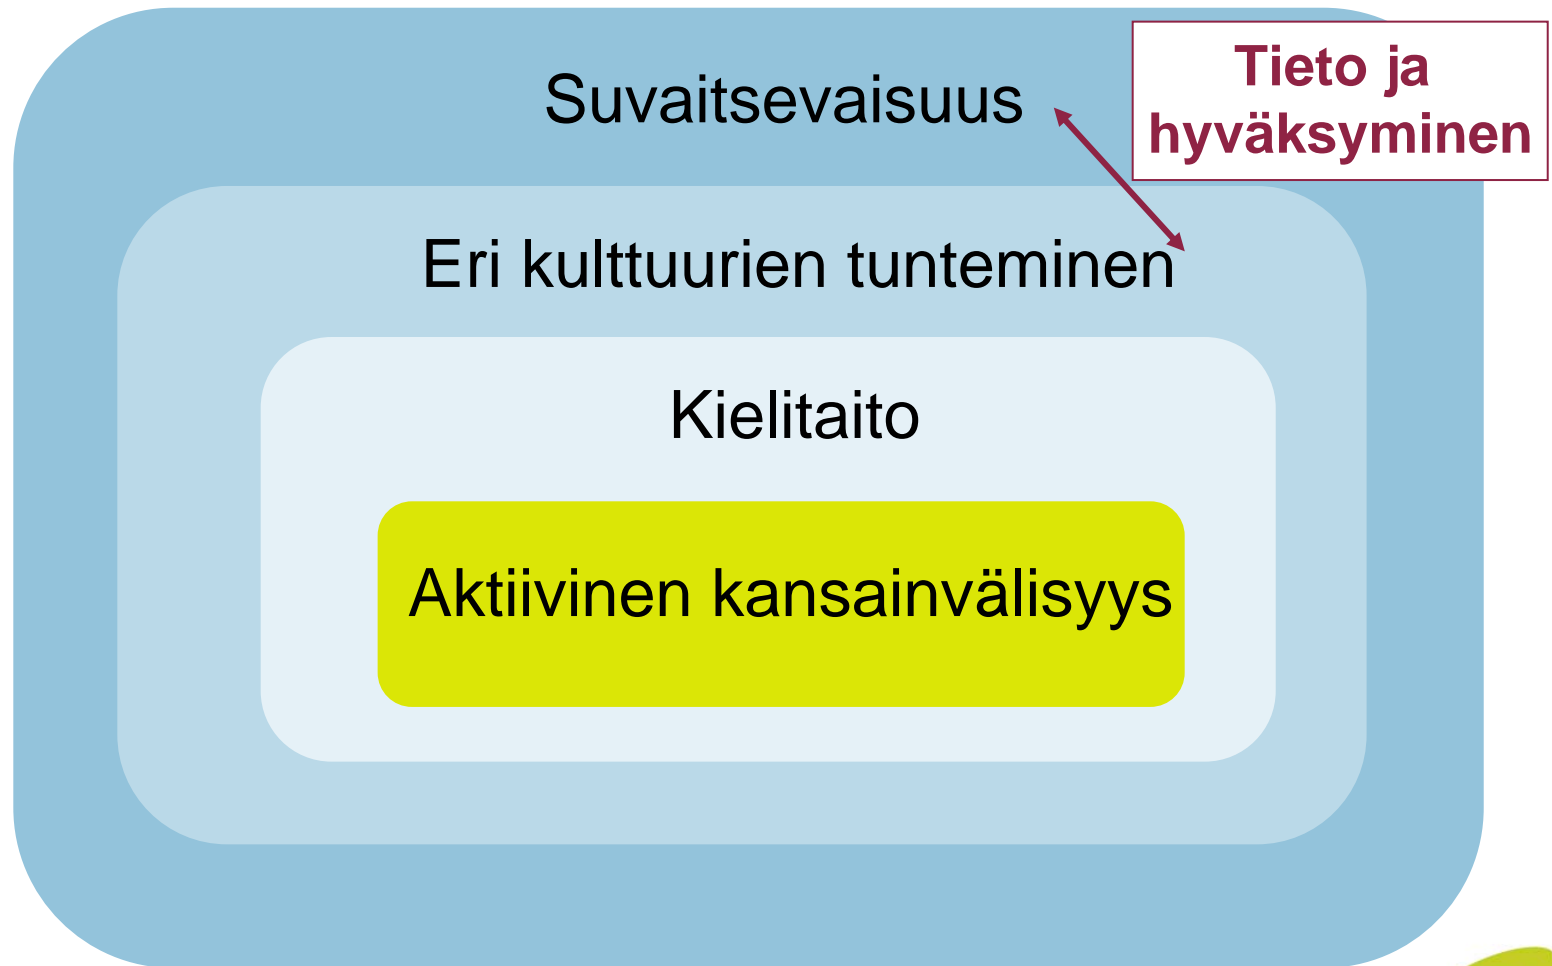 Suvaitsevaisuus
Tieto ja
hyväksyminen
Eri kulttuurien tunteminen
Kielitaito
Aktiivinen kansainvälisyys